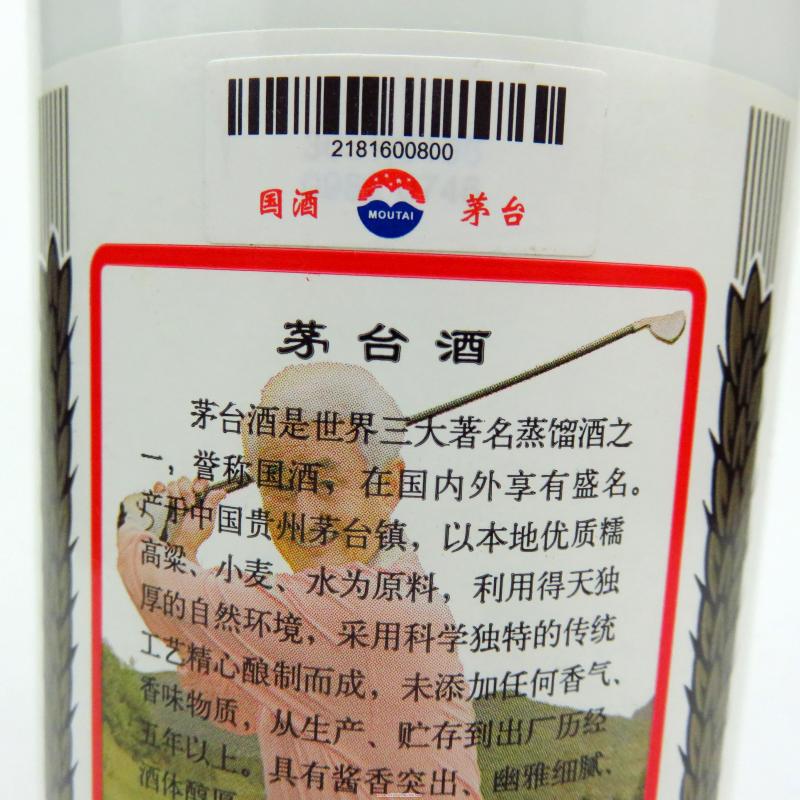 2181600800
国酒 MOUTAI 茅台
茅台酒
茅台酒是世界三大著名蒸馏酒之
一，誉称国酒，在国内外享有盛名。
产于中国贵州茅台镇，以本地优质糯
高粱、小麦、水为原料，利用得天独
厚的自然环境，采用科学独特的传统
工艺精心酿制而成，未添加任何香气、
香味物质，从生产、贮存到出厂历经
五年以上。具有酱香突出、幽雅细腻、
酒体醇厚